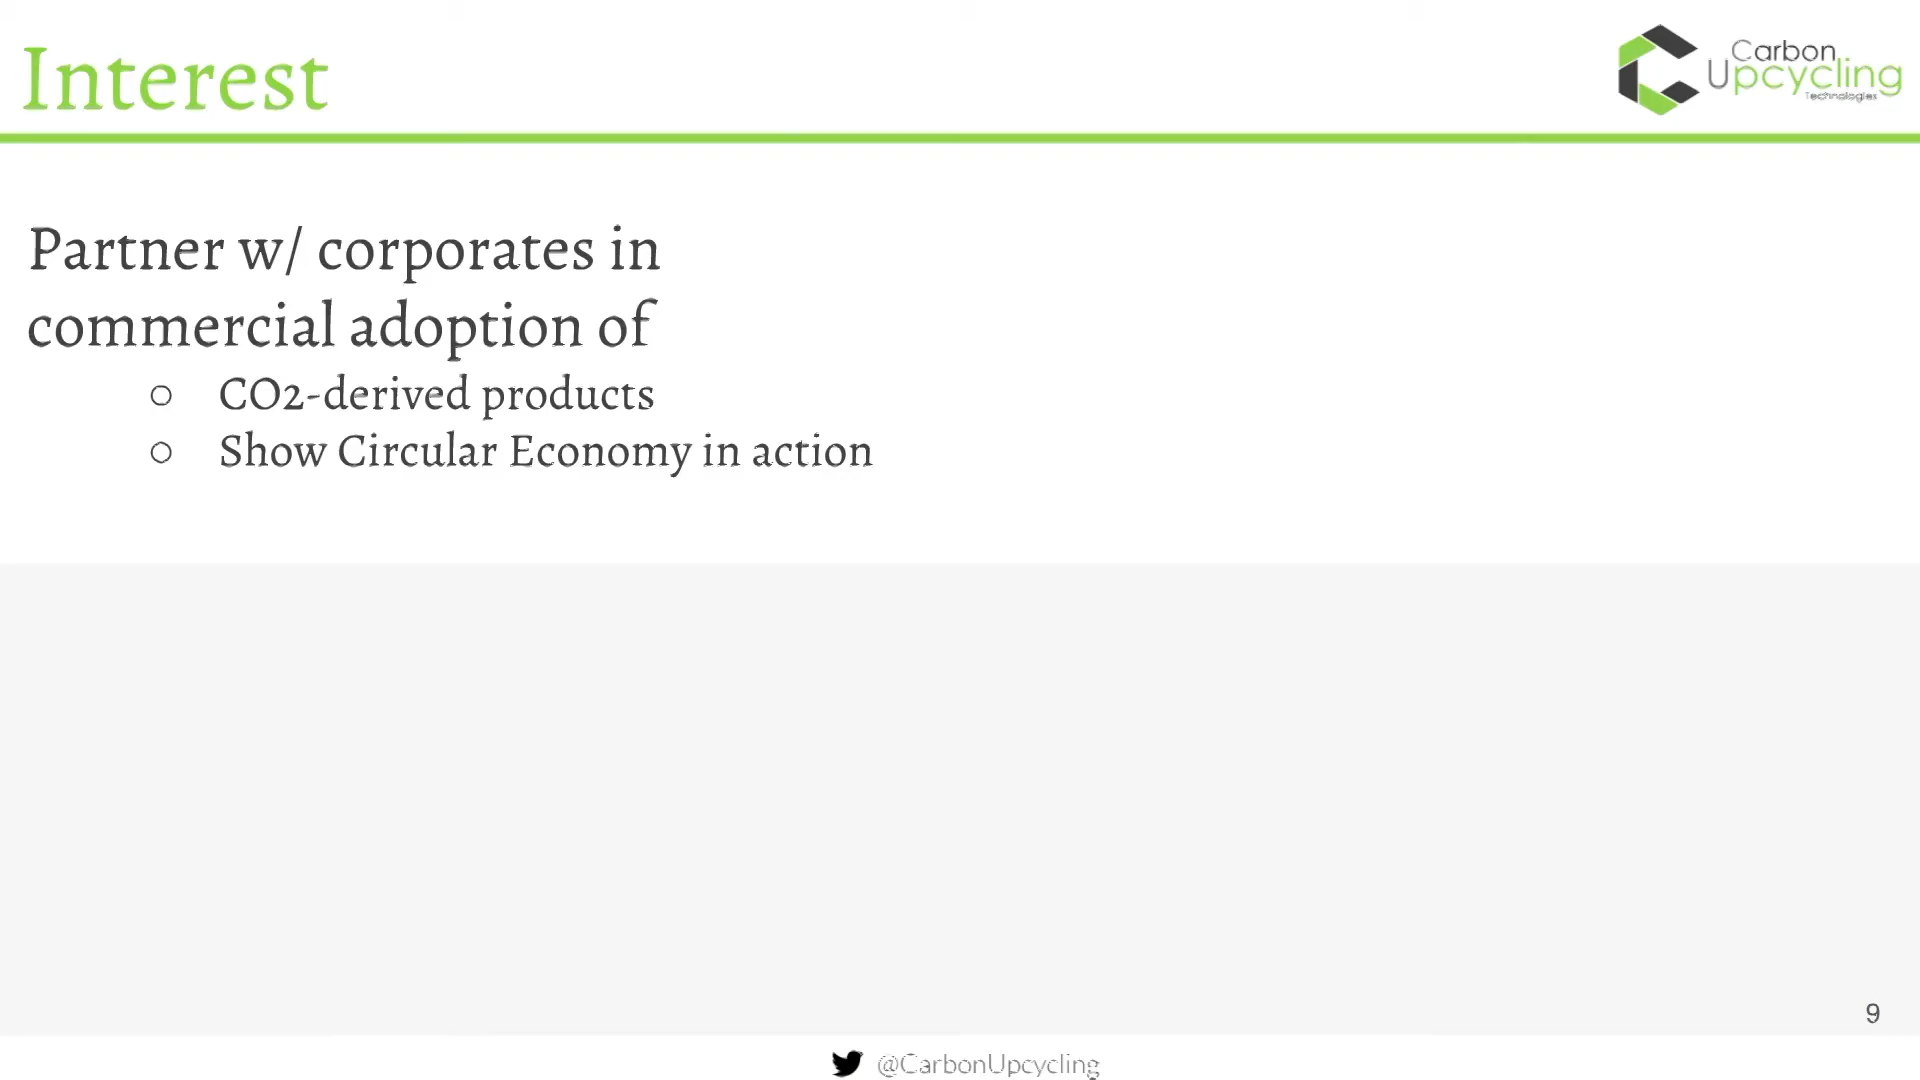 Interest
Carbon
Upcycling
Technologies
Partner w/ corporates in
commercial adoption of
○ CO2-derived products
○ Show Circular Economy in action
9
@CarbonUpcycling